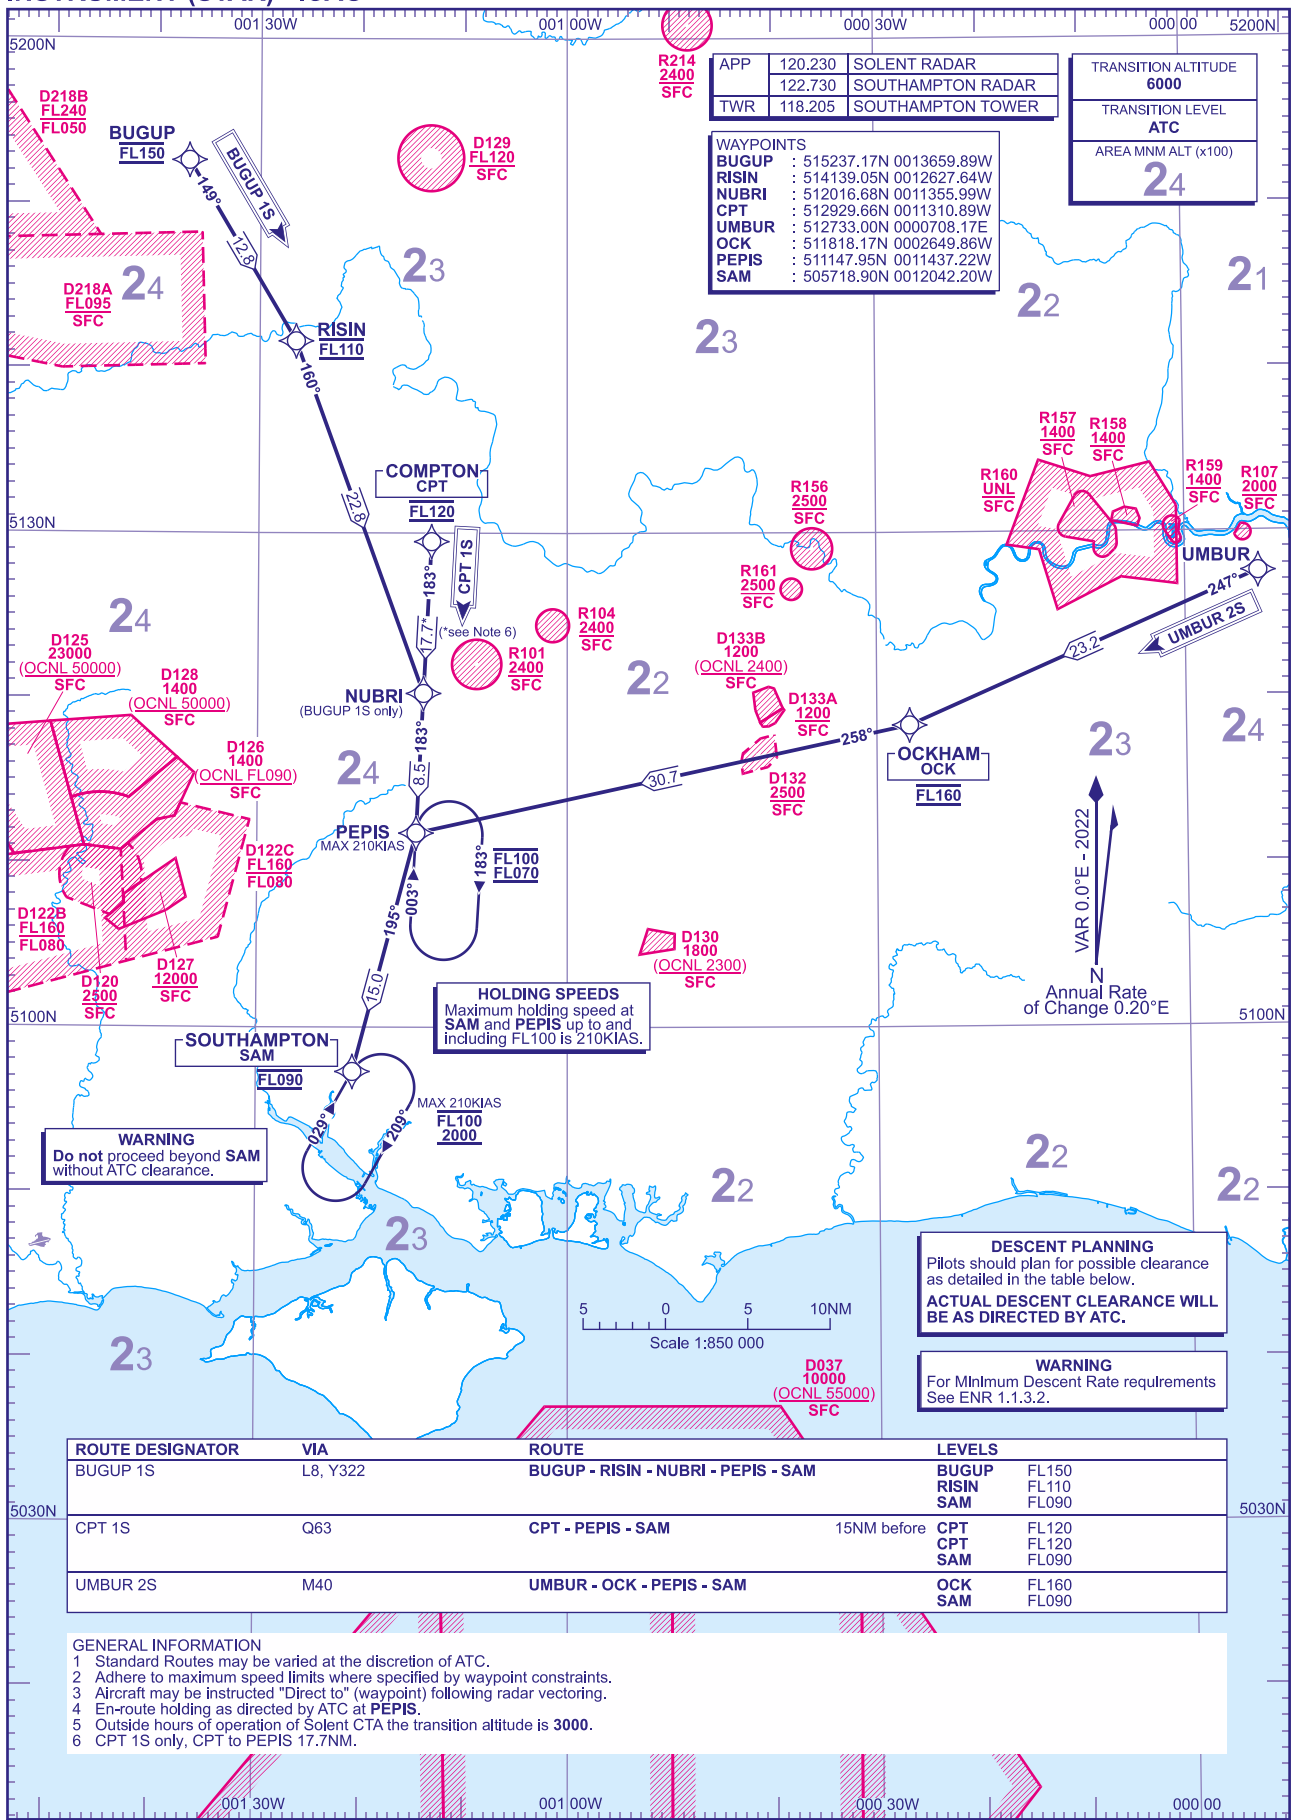 001 30W
001 00W
000 30W
000 00
5200N
5200N
R214
2400
SFC
APP 120.230 SOLENT RADAR
122.730 SOUTHAMPTON RADAR
TWR 118.205 SOUTHAMPTON TOWER
TRANSITION ALTITUDE
6000
TRANSITION LEVEL
ATC
AREA MNM ALT (x100)
24
WAYPOINTS
BUGUP : 515237.17N 0013659.89W
RISIN : 514139.05N 0012627.64W
NUBRI : 512016.68N 0011355.99W
CPT : 512929.66N 0011310.89W
UMBUR : 512733.00N 0000708.17E
OCK : 511818.17N 0002649.86W
PEPIS : 511147.95N 0011437.22W
SAM : 505718.90N 0012042.20W
D218B
FL240
FL050
BUGUP
FL150
BUGUP 1S
149°
12.8
D129
FL120
SFC
D218A
FL095
SFC
24
23
23
22
21
RISIN
FL110
160°
22.8
COMPTON
CPT
FL120
183°
CPT 1S
17.7*
(*see Note 6)
5130N
5130N
R156
2500
SFC
R161
2500
SFC
R157
1400
SFC
R158
1400
SFC
R160
UNL
SFC
R159
1400
SFC
R107
2000
SFC
UMBUR
247°
UMBUR 2S
23.2
24
R104
2400
SFC
R101
2400
SFC
22
D125
23000
(OCNL 50000)
SFC
D128
1400
(OCNL 50000)
SFC
D126
1400
(OCNL FL090)
SFC
NUBRI
(BUGUP 1S only)
183°
8.5
24
D133B
1200
(OCNL 2400)
SFC
D133A
1200
SFC
D132
2500
SFC
258°
30.7
OCKHAM
OCK
FL160
23
24
PEPIS
MAX 210KIAS
FL100
FL070
183°
003°
195°
15.0
D122C
FL160
FL080
D122B
FL160
FL080
D120
2500
SFC
D127
12000
SFC
D130
1800
(OCNL 2300)
SFC
VAR 0.0°E - 2022
N
Annual Rate
of Change 0.20°E
HOLDING SPEEDS
Maximum holding speed at
SAM and PEPIS up to and
including FL100 is 210KIAS.
5100N
5100N
SOUTHAMPTON
SAM
FL090
029°
209°
MAX 210KIAS
FL100
2000
WARNING
Do not proceed beyond SAM
without ATC clearance.
22
22
22
23
23
DESCENT PLANNING
Pilots should plan for possible clearance
as detailed in the table below.
ACTUAL DESCENT CLEARANCE WILL
BE AS DIRECTED BY ATC.
5 0 5 10NM
Scale 1:850 000
WARNING
For Minimum Descent Rate requirements
See ENR 1.1.3.2.
D037
10000
(OCNL 55000)
SFC
ROUTE DESIGNATOR VIA ROUTE LEVELS
BUGUP 1S L8, Y322 BUGUP - RISIN - NUBRI - PEPIS - SAM BUGUP FL150
RISIN FL110
SAM FL090
5030N
5030N
CPT 1S Q63 CPT - PEPIS - SAM 15NM before CPT FL120
CPT FL120
SAM FL090
UMBUR 2S M40 UMBUR - OCK - PEPIS - SAM OCK FL160
SAM FL090
GENERAL INFORMATION
1 Standard Routes may be varied at the discretion of ATC.
2 Adhere to maximum speed limits where specified by waypoint constraints.
3 Aircraft may be instructed "Direct to" (waypoint) following radar vectoring.
4 En-route holding as directed by ATC at PEPIS.
5 Outside hours of operation of Solent CTA the transition altitude is 3000.
6 CPT 1S only, CPT to PEPIS 17.7NM.
001 30W
001 00W
000 30W
000 00